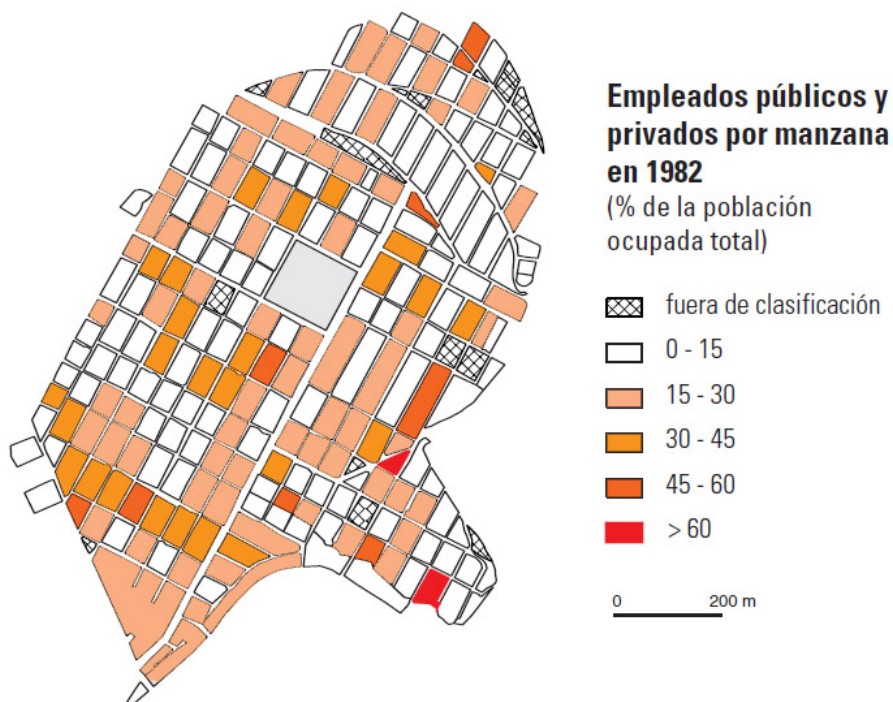 Empleados públicos y
privados por manzana
en 1982
(% de la población
ocupada total)
fuera de clasificación
0 - 15
15 - 30
30 - 45
45 - 60
> 60
0 200 m